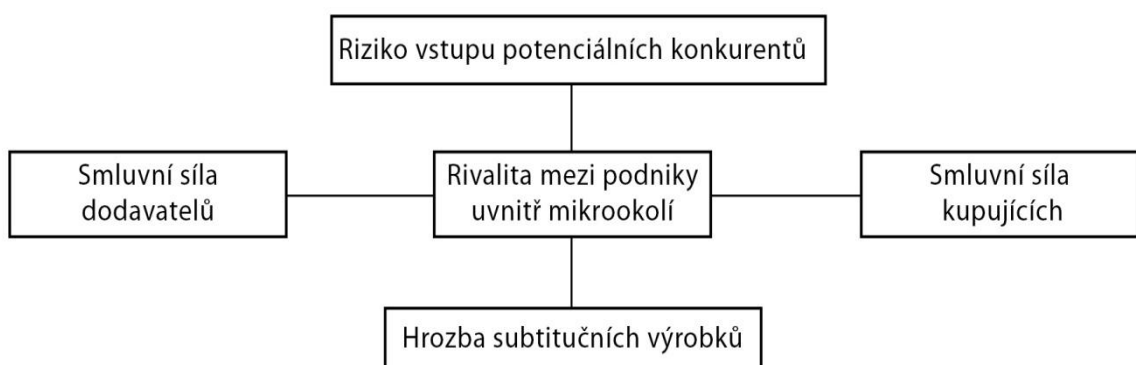 Riziko vstupu potenciálních konkurentů
Smluvní síla
dodavatelů
Rivalita mezi podniky
uvnitř mikrookolí
Smluvní síla
kupujících
Hrozba subtitučních výrobků